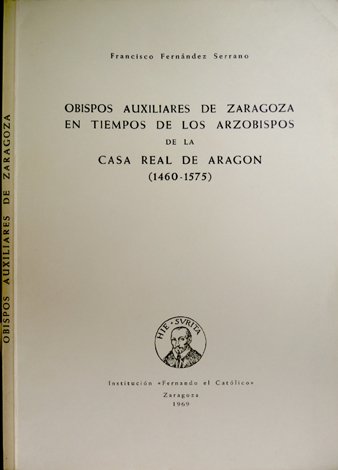 Francisco Fernández Serrano
OBISPOS AUXILIARES DE ZARAGOZA
EN TIEMPOS DE LOS ARZOBISPOS
DE LA
CASA REAL DE ARAGON
(1460-1575)
HIE · SVRITA
Institución «Fernando el Católico»
Zaragoza
1969
OBISPOS AUXILIARES DE ZARAGOZA